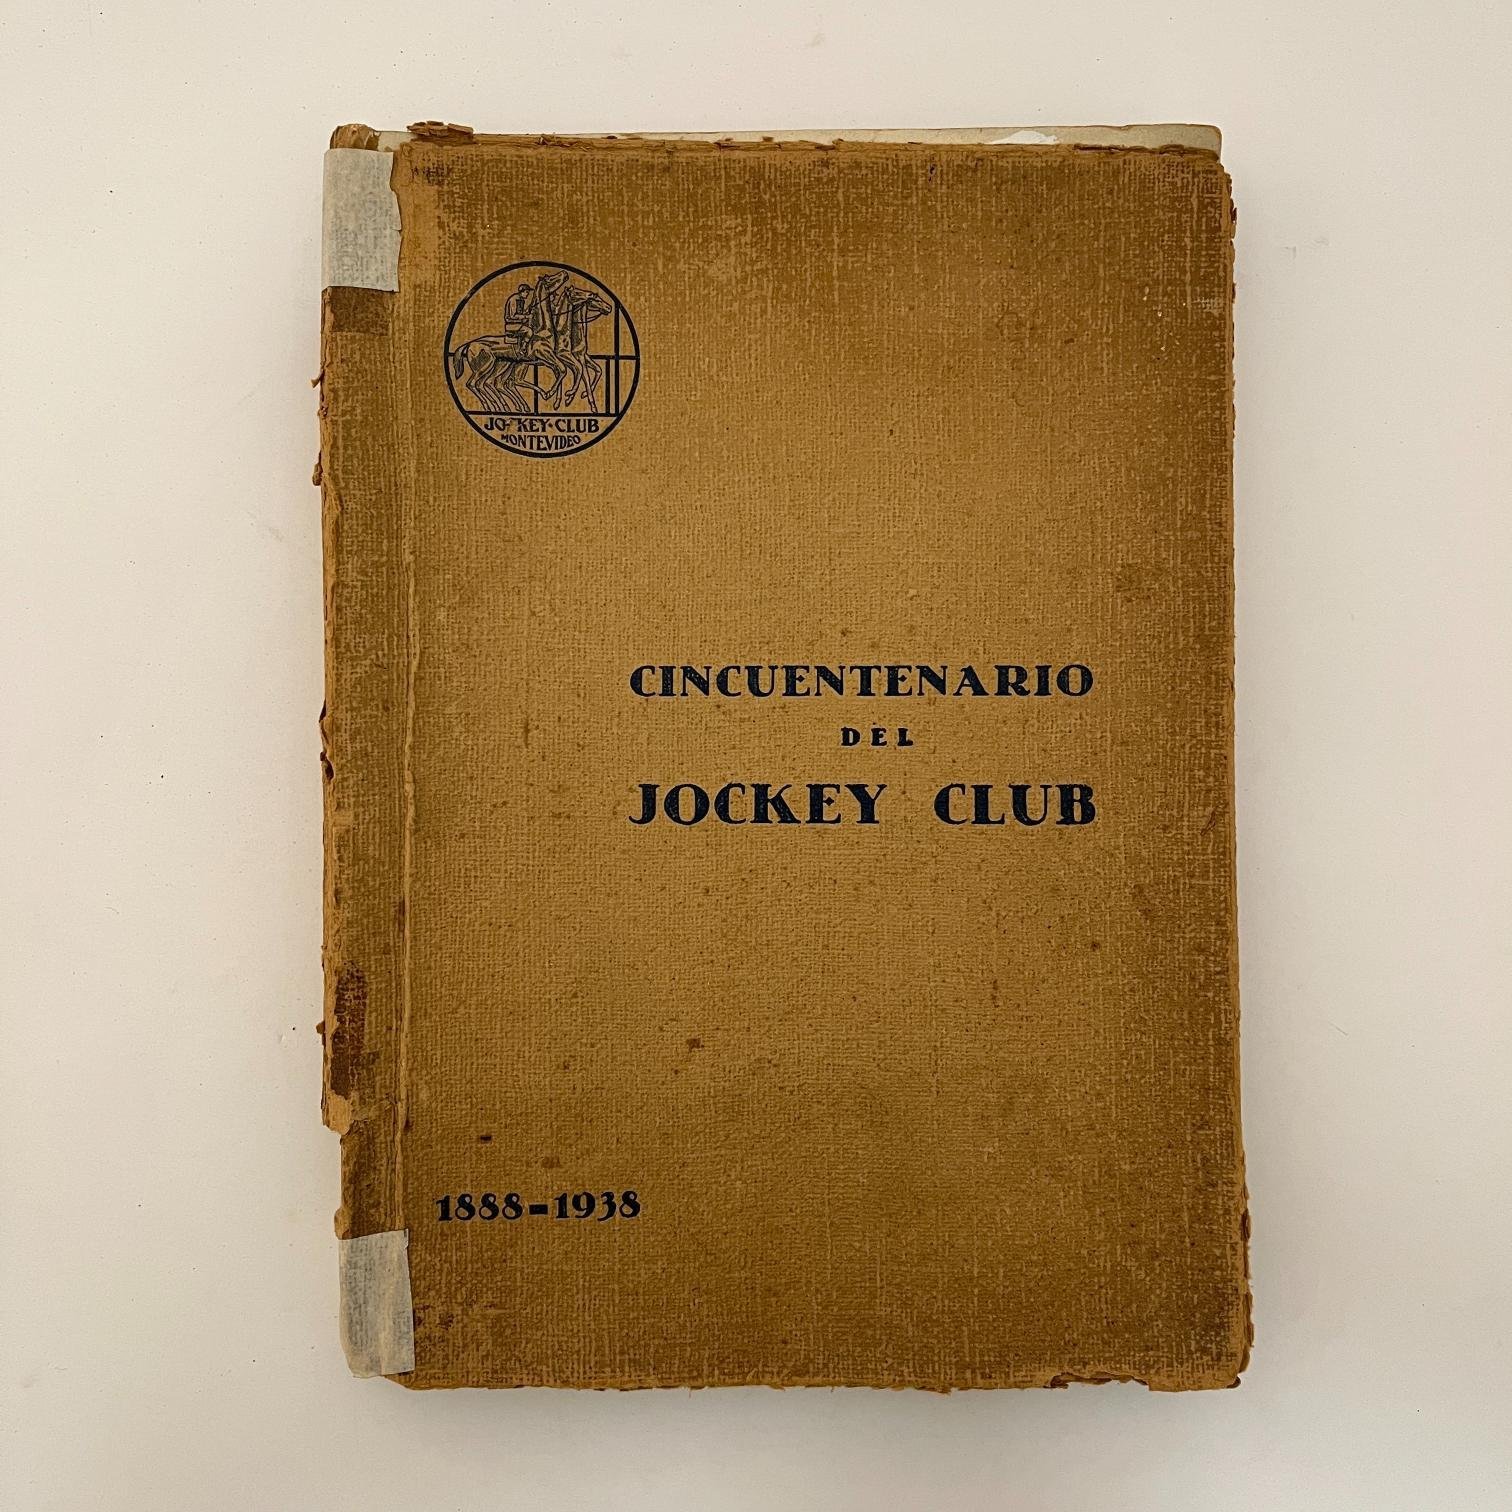 JOCKEY·CLUB
MONTEVIDEO
CINCUENTENARIO
DEL
JOCKEY CLUB
1888-1938